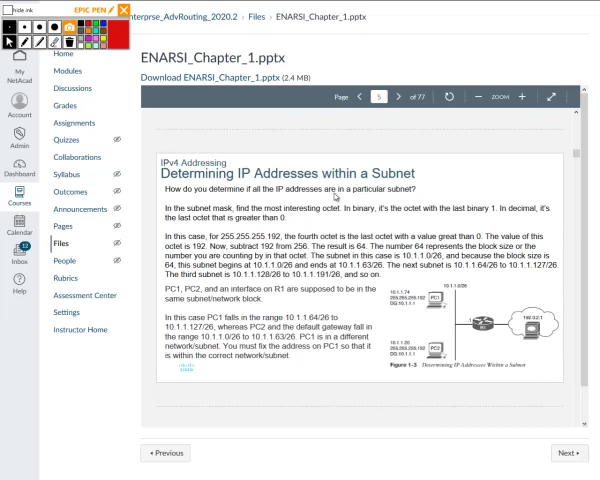 hide ink
EPIC PEN
nterprse_AdvRouting_2020.2 › Files › ENARSI_Chapter_1.pptx
My NetAcad
Account
Admin
Dashboard
Courses
Calendar
12
Inbox
Help
Home
Modules
Discussions
Grades
Assignments
Quizzes
Collaborations
Syllabus
Outcomes
Announcements
Pages
Files
People
Rubrics
Assessment Center
Settings
Instructor Home
ENARSI_Chapter_1.pptx
Download ENARSI_Chapter_1.pptx (2.4 MB)
Page < 5 > of 77 ZOOM
IPv4 Addressing
Determining IP Addresses within a Subnet
How do you determine if all the IP addresses are in a particular subnet?
In the subnet mask, find the most interesting octet. In binary, it's the octet with the last binary 1. In decimal, it's
the last octet that is greater than 0.
In this case, for 255.255.255.192, the fourth octet is the last octet with a value great than 0. The value of this
octet is 192. Now, subtract 192 from 256. The result is 64. The number 64 represents the block size or the
number you are counting by in that octet. The subnet in this case is 10.1.1.0/26, and because the block size is
64, this subnet begins at 10.1.1.0/26 and ends at 10.1.1.63/26. The next subnet is 10.1.1.64/26 to 10.1.1.127/26.
The third subnet is 10.1.1.128/26 to 10.1.1.191/26, and so on.
PC1, PC2, and an interface on R1 are supposed to be in the
same subnet/network block.
In this case PC1 falls in the range 10.1.1.64/26 to
10.1.1.127/26, whereas PC2 and the default gateway fall in
the range 10.1.1.0/26 to 10.1.1.63/26. PC1 is in a different
network/subnet. You must fix the address on PC1 so that it
is within the correct network/subnet.
10.1.1.0/26
10.1.1.74
255.255.255.192
DG:10.1.1.1
PC1
.1
R1
192.0.2.1
10.1.1.20
255.255.255.192
DG:10.1.1.1
PC2
Figure 1-3 Determining IP Addresses Within a Subnet
cisco
◂ Previous
Next ▸